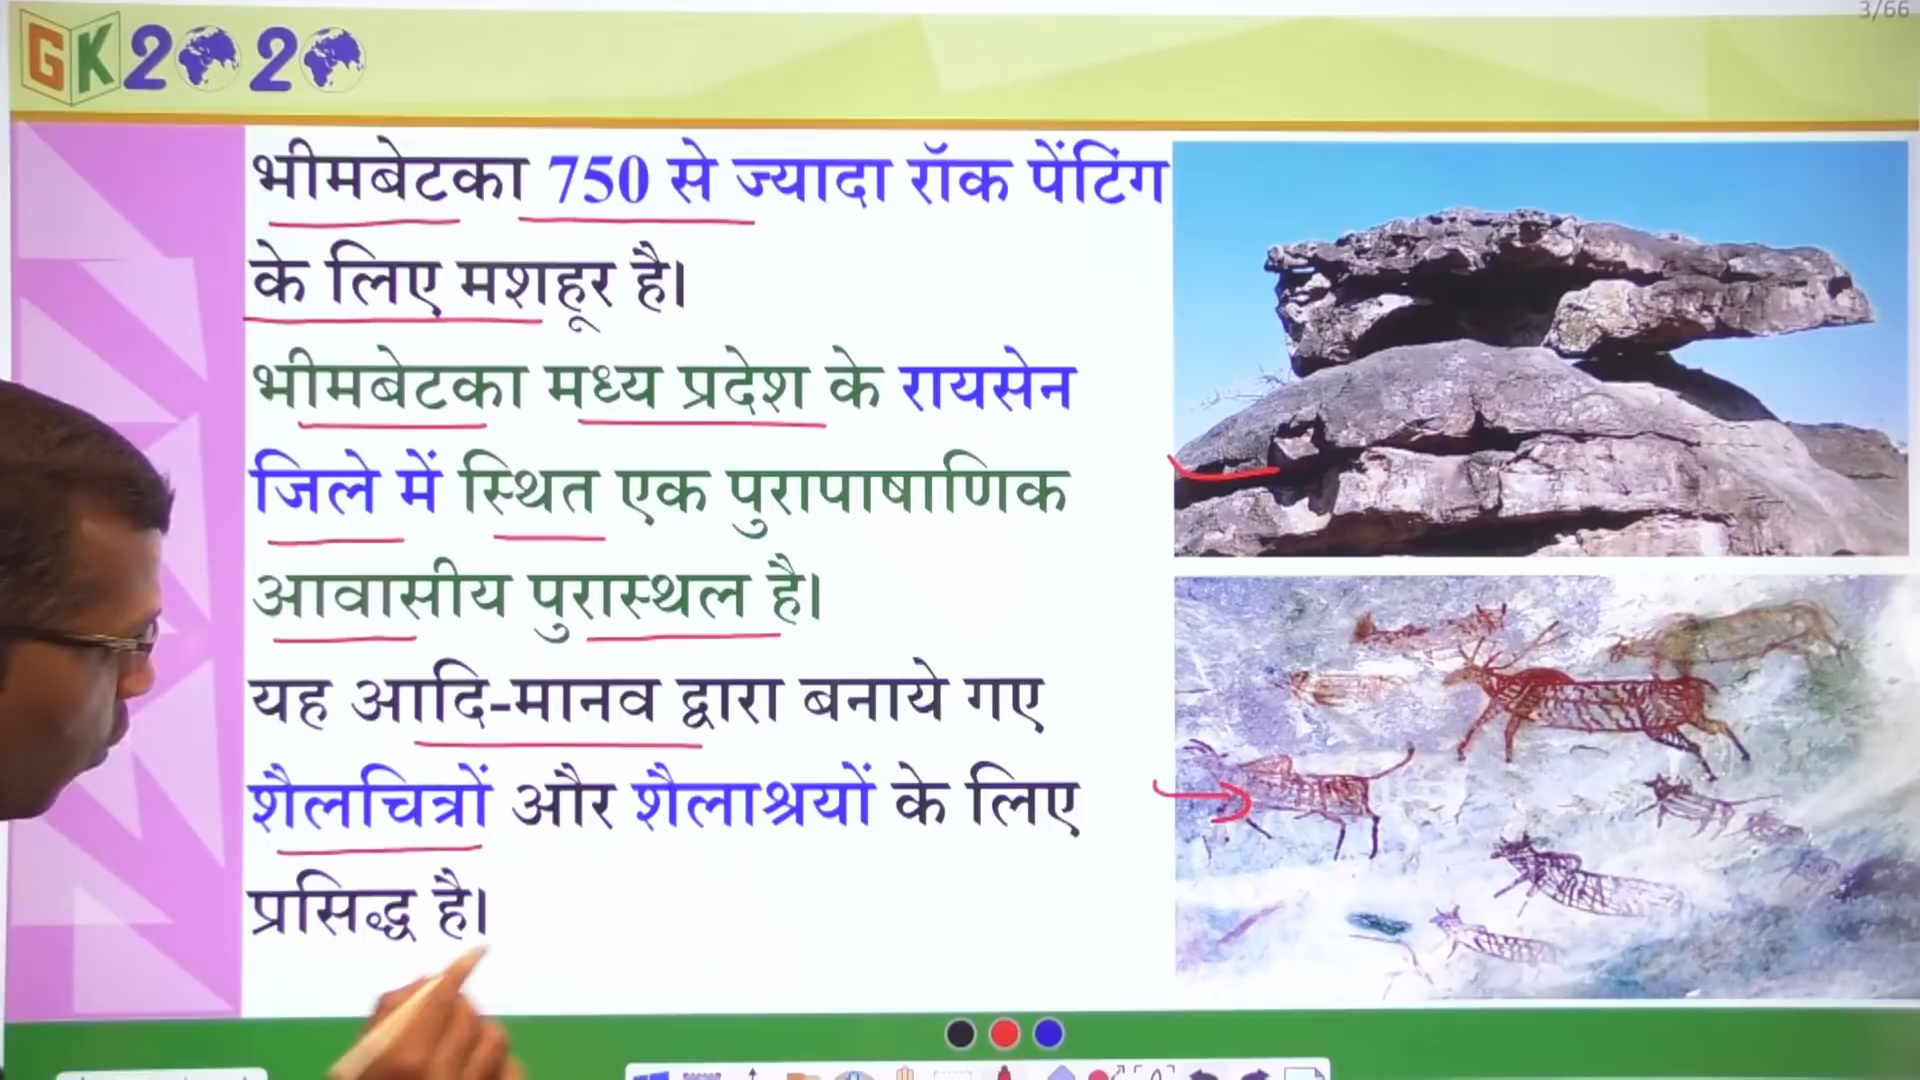 3/66
GK2020
भीमबेटका 750 से ज्यादा रॉक पेंटिंग
के लिए मशहूर है।
भीमबेटका मध्य प्रदेश के रायसेन
जिले में स्थित एक पुरापाषाणिक
आवासीय पुरास्थल है।
यह आदि-मानव द्वारा बनाये गए
शैलचित्रों और शैलाश्रयों के लिए
प्रसिद्ध है।